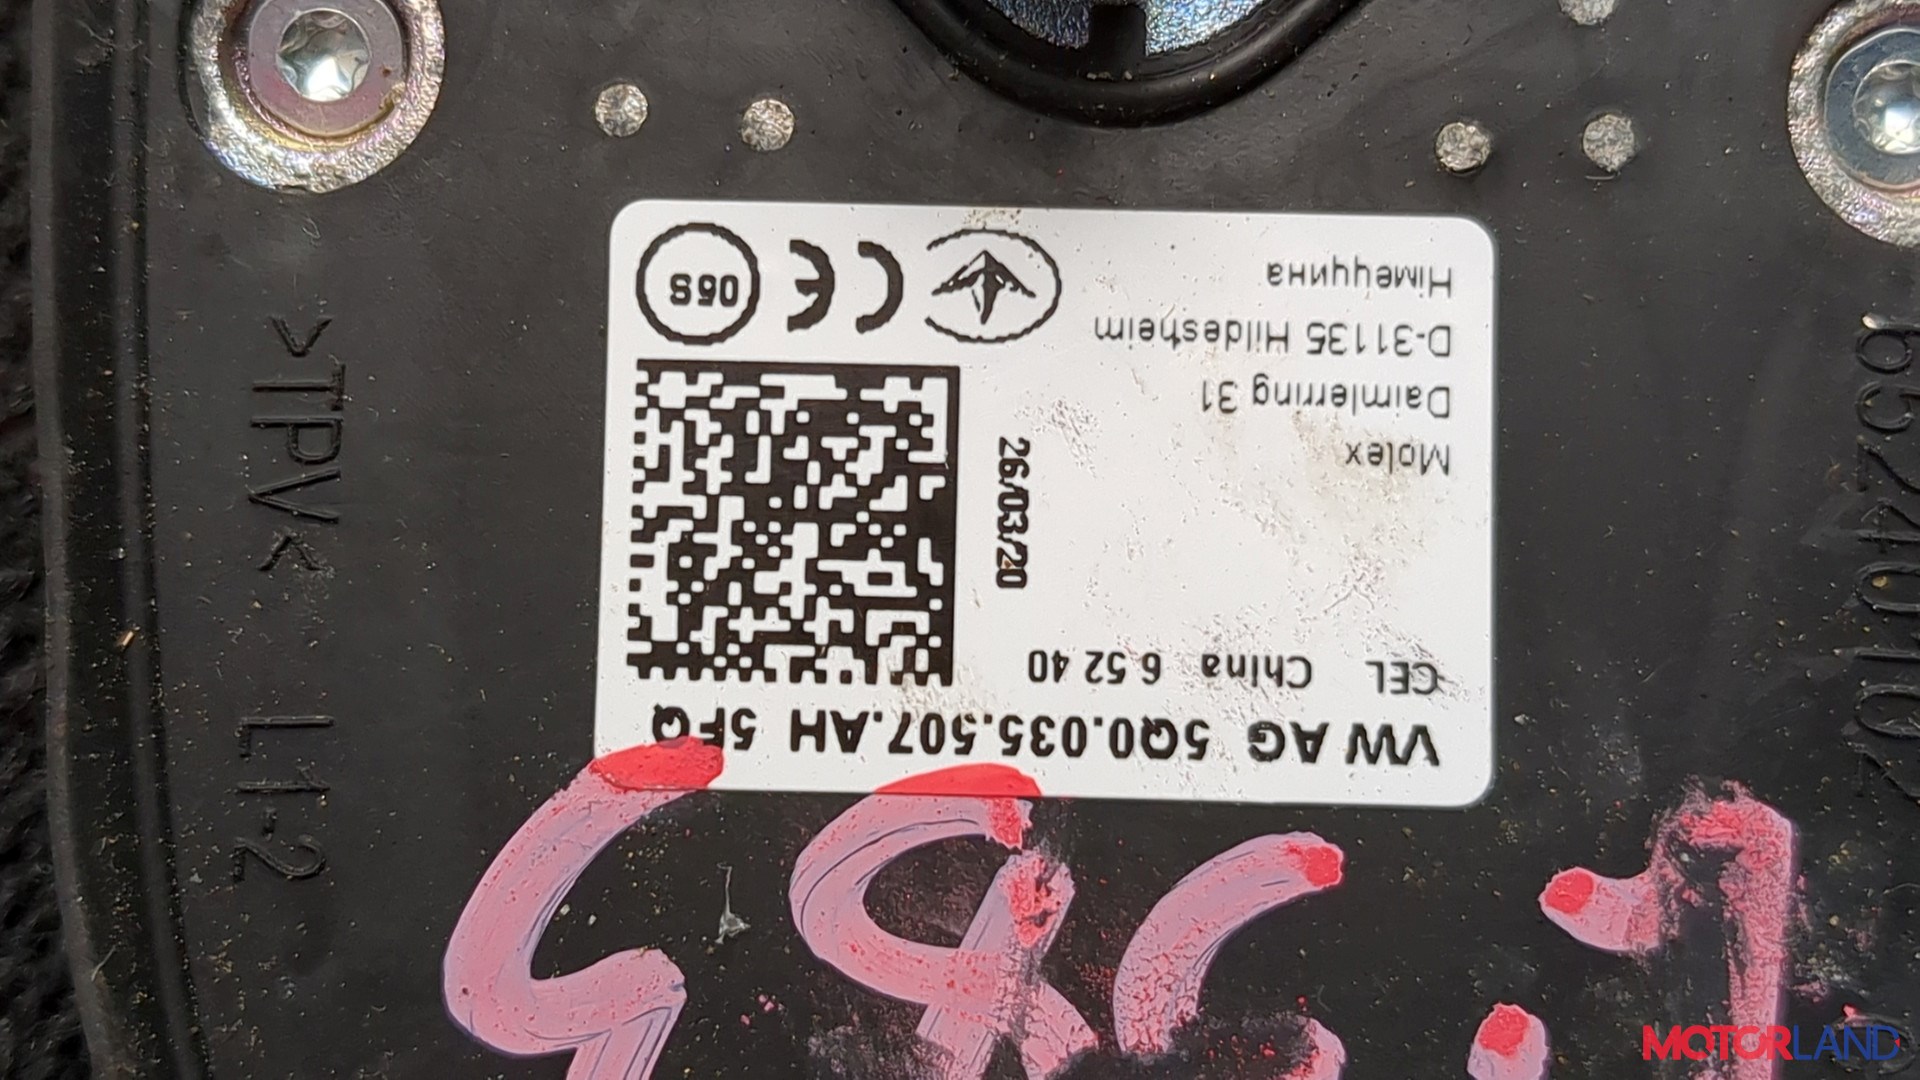 VW AG 5Q0.035.507.AH 5FQ
CEL China 6 52 40
26/03/20
Molex
Daimlerring 31
D-31135 Hildesheim
Німеччина
CE
>TPV< L1-2
MOTORLAND